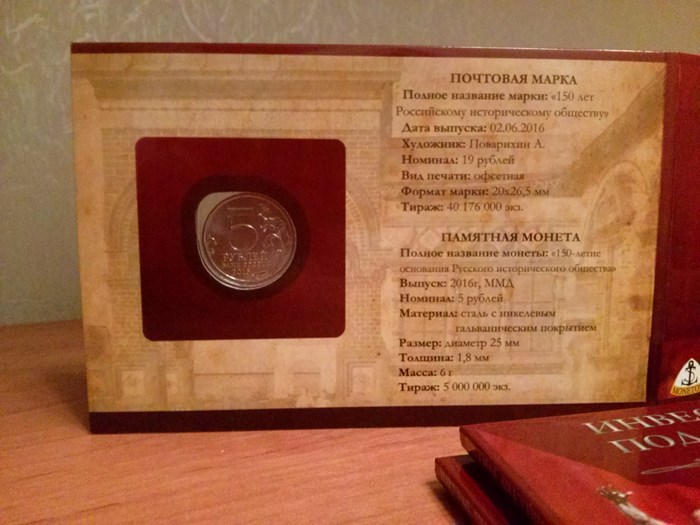 ПОЧТОВАЯ МАРКА
Полное название марки: «150 лет
Российскому историческому обществу»
Дата выпуска: 02.06.2016
Художник: Поварихин А.
Номинал: 19 рублей
Вид печати: офсетная
Формат марки: 20х26,5 мм
Тираж: 40 176 000 экз.
ПАМЯТНАЯ МОНЕТА
Полное название монеты: «150-летие
основания Русского исторического общества»
Выпуск: 2016г, ММД
Номинал: 5 рублей
Материал: сталь с никелевым
гальваническим покрытием
Размер: диаметр 25 мм
Толщина: 1,8 мм
Масса: 6 г
Тираж: 5 000 000 экз.
5
РУБЛЕЙ
MONETO
ИНВЕ
ПОД